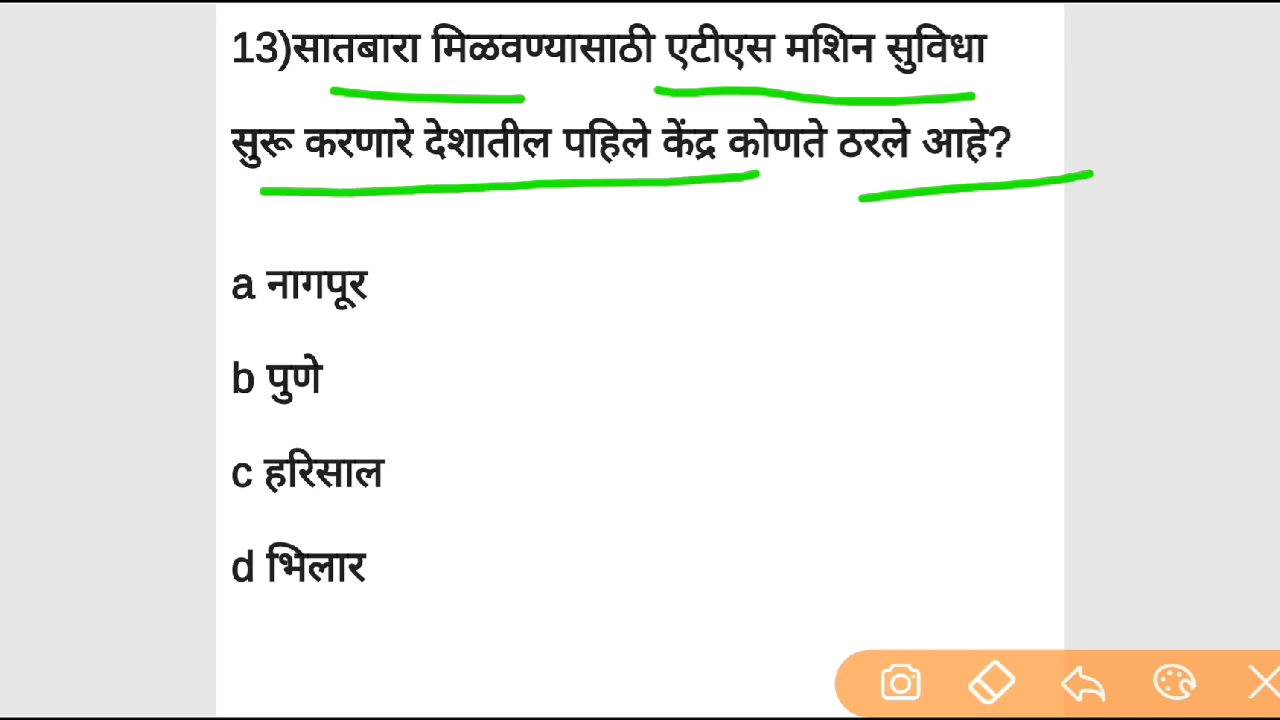 13)सातबारा मिळवण्यासाठी एटीएस मशिन सुविधा
सुरू करणारे देशातील पहिले केंद्र कोणते ठरले आहे?
a नागपूर
b पुणे
c हरिसाल
d भिलार